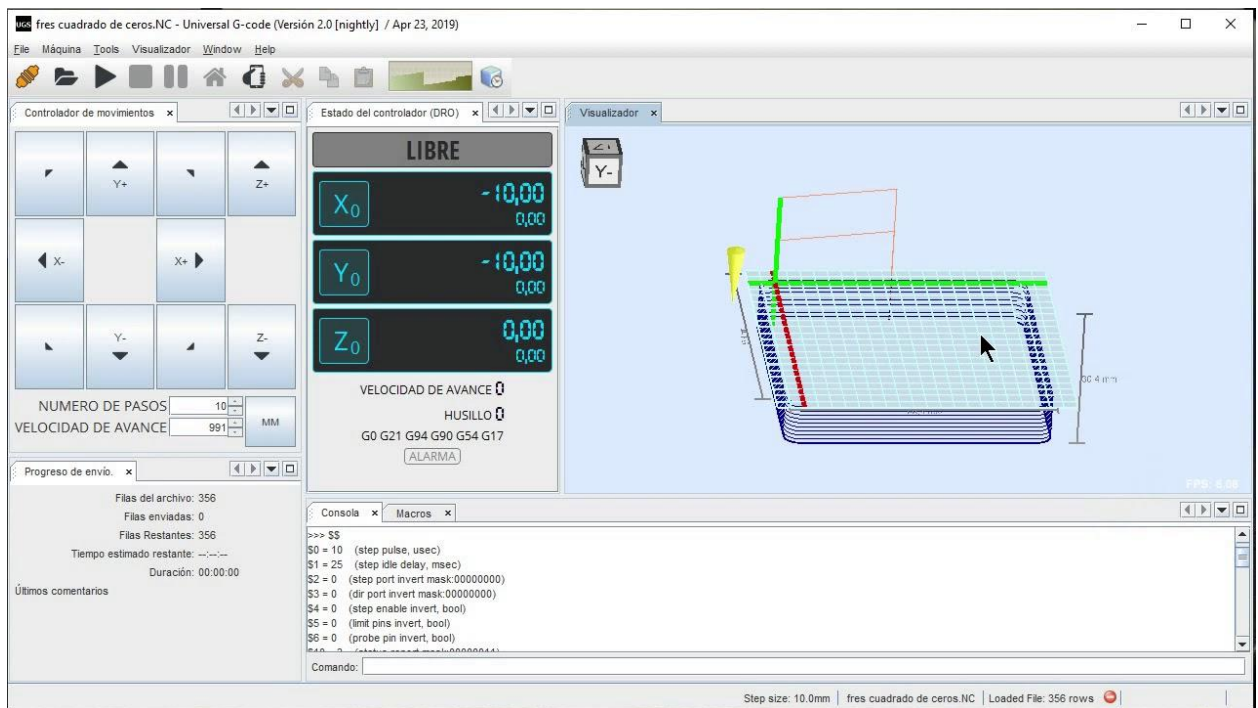 UGS fres cuadrado de ceros.NC - Universal G-code (Versión 2.0 [nightly] / Apr 23, 2019)
File Máquina Tools Visualizador Window Help
Controlador de movimientos
Y+
Z+
X-
X+
Y-
Z-
NUMERO DE PASOS 10
VELOCIDAD DE AVANCE 991
MM
Estado del controlador (DRO)
LIBRE
X0 -10,00
0,00
Y0 -10,00
0,00
Z0 0,00
0,00
VELOCIDAD DE AVANCE 0
HUSILLO 0
G0 G21 G94 G90 G54 G17
ALARMA
Visualizador
Y-
Progreso de envío.
Filas del archivo: 356
Filas enviadas: 0
Filas Restantes: 356
Tiempo estimado restante: --:--:--
Duración: 00:00:00
Últimos comentarios
Consola Macros
>>> $$
$0 = 10 (step pulse, usec)
$1 = 25 (step idle delay, msec)
$2 = 0 (step port invert mask:00000000)
$3 = 0 (dir port invert mask:00000000)
$4 = 0 (step enable invert, bool)
$5 = 0 (limit pins invert, bool)
$6 = 0 (probe pin invert, bool)
Comando:
Step size: 10.0mm fres cuadrado de ceros.NC Loaded File: 356 rows